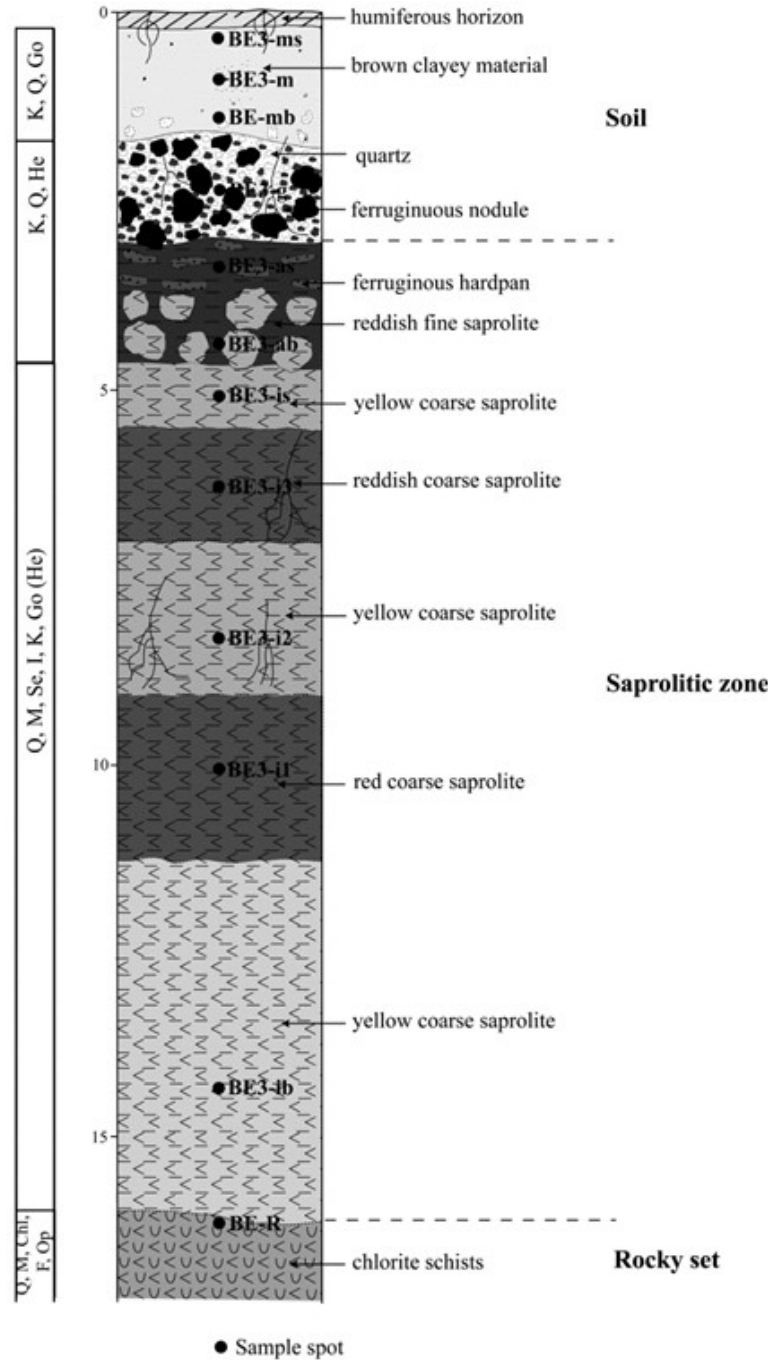 0
humiferous horizon
BE3-ms
brown clayey material
BE3-m
K, Q, Go
BE-mb
Soil
quartz
K, Q, He
ferruginuous nodule
BE3-as
ferruginous hardpan
reddish fine saprolite
BE3-ab
5
BE3-is
yellow coarse saprolite
BE3-i3
reddish coarse saprolite
yellow coarse saprolite
BE3-i2
Q, M, Se, I, K, Go (He)
Saprolitic zone
10
BE3-i1
red coarse saprolite
yellow coarse saprolite
BE3-ib
15
BE-R
Q, M, Chl,
F, Op
chlorite schists
Rocky set
Sample spot